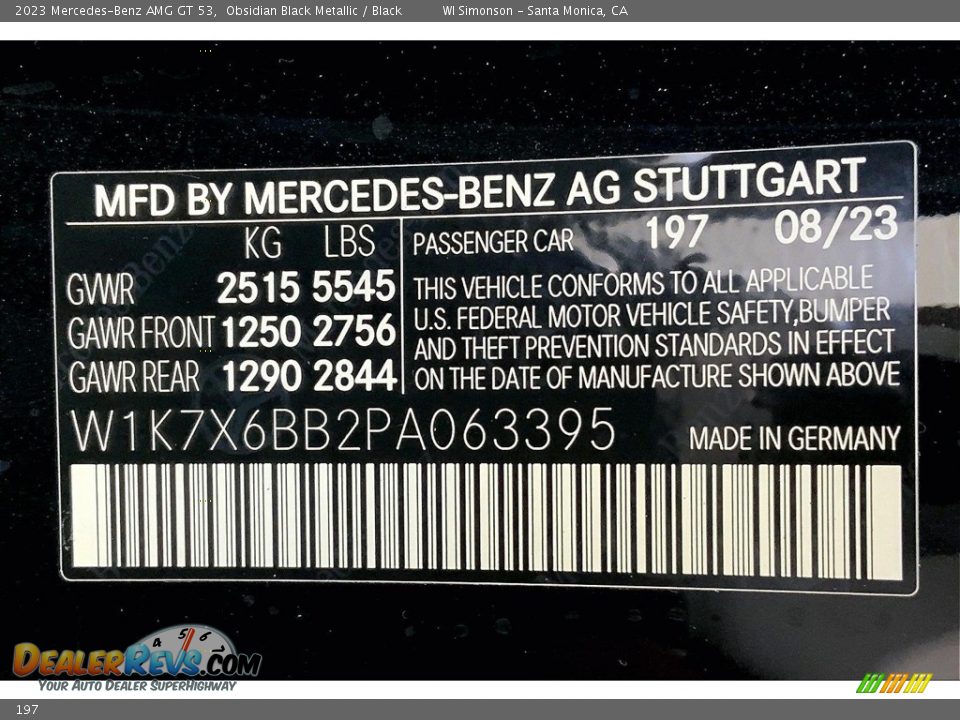 2023 Mercedes-Benz AMG GT 53, Obsidian Black Metallic / Black WI Simonson - Santa Monica, CA
MFD BY MERCEDES-BENZ AG STUTTGART
KG LBS
GVWR 2515 5545
GAWR FRONT 1250 2756
GAWR REAR 1290 2844
PASSENGER CAR 197 08/23
THIS VEHICLE CONFORMS TO ALL APPLICABLE
U.S. FEDERAL MOTOR VEHICLE SAFETY,BUMPER
AND THEFT PREVENTION STANDARDS IN EFFECT
ON THE DATE OF MANUFACTURE SHOWN ABOVE
W1K7X6BB2PA063395
MADE IN GERMANY
4 5 6
DEALERREVS.COM
YOUR AUTO DEALER SUPERHIGHWAY
197